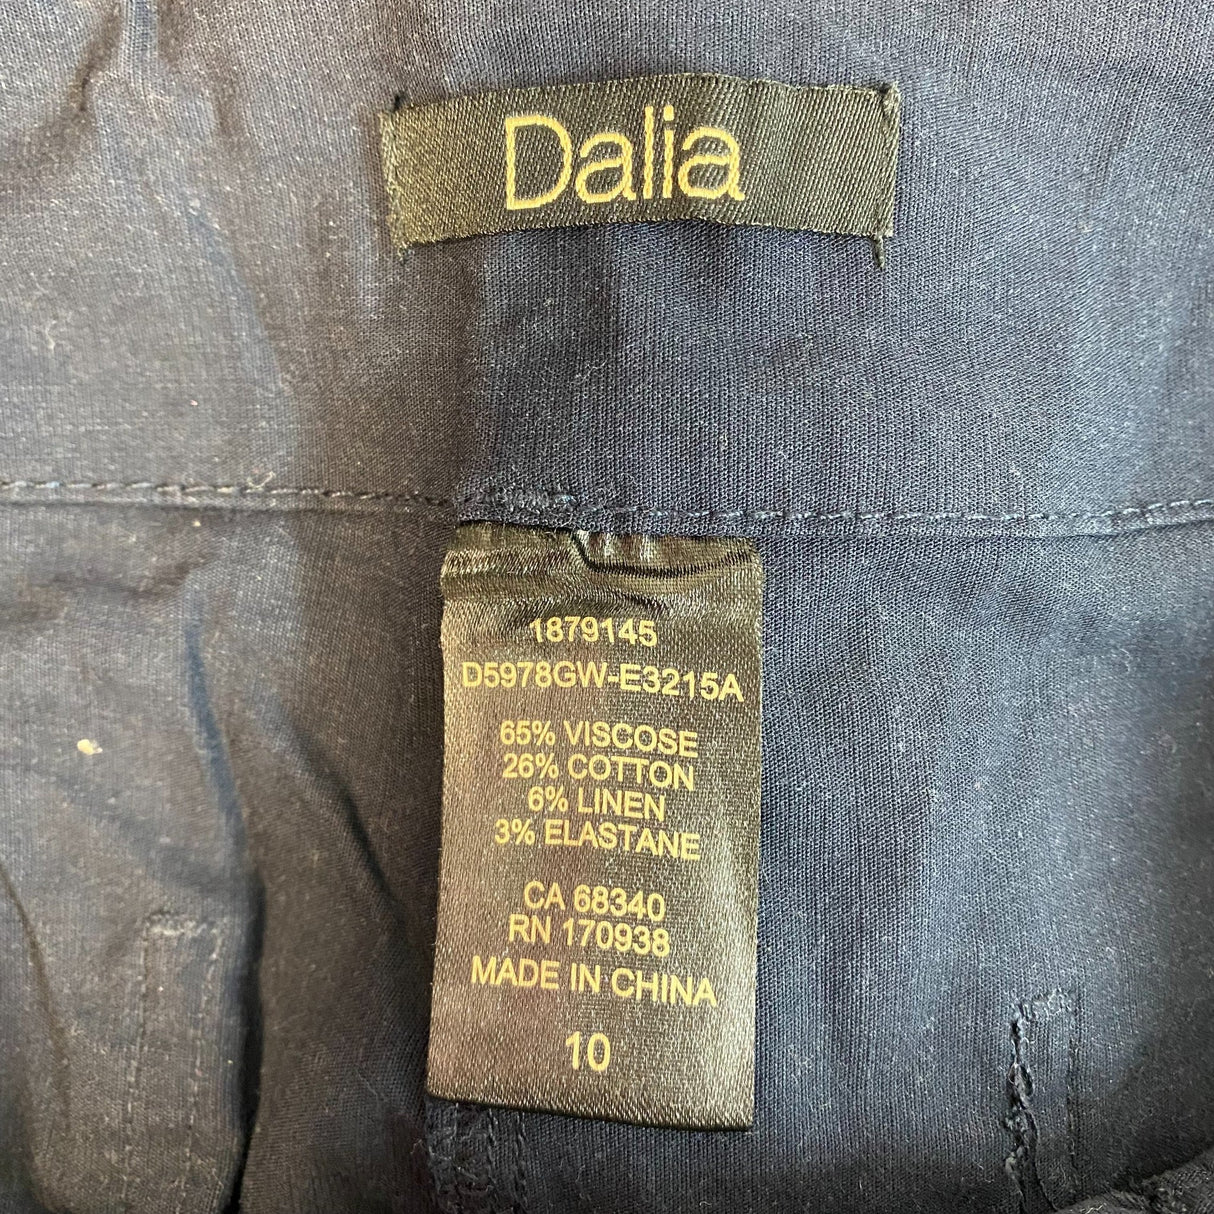 Dalia
1879145
D5978GW-E3215A
65% VISCOSE
26% COTTON
6% LINEN
3% ELASTANE
CA 68340
RN 170938
MADE IN CHINA
10